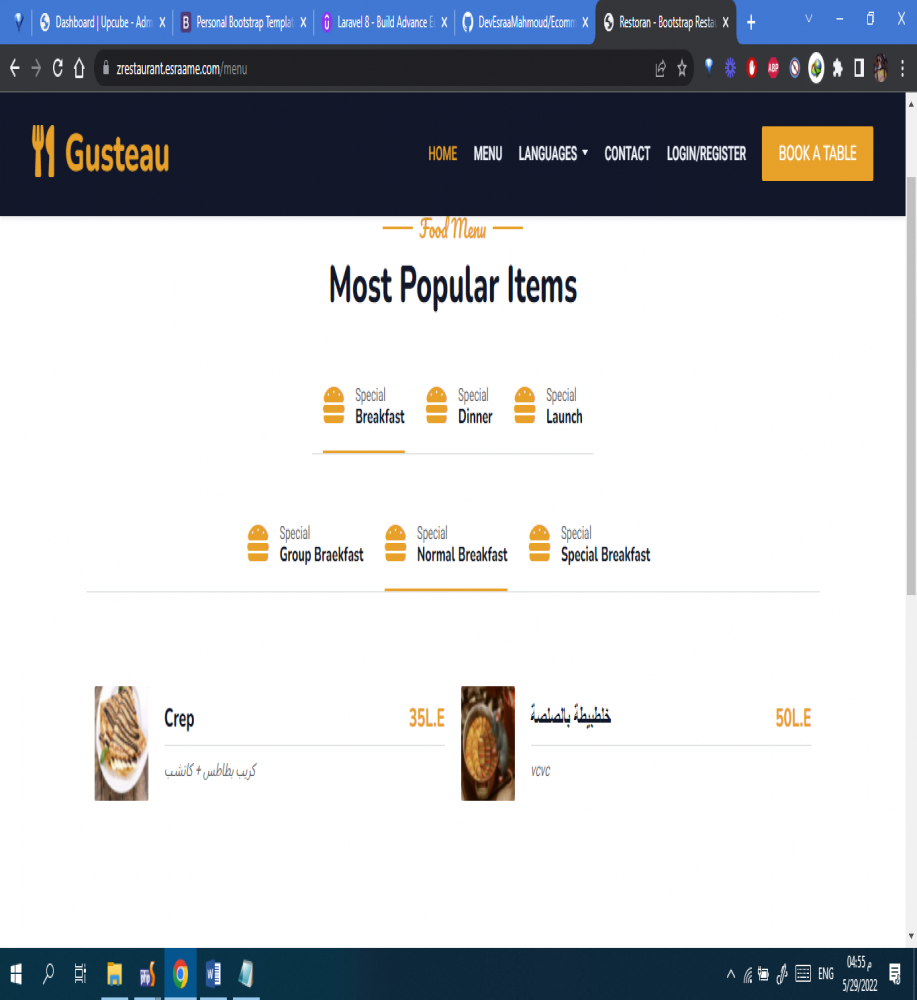 Dashboard | Upcube - Adm
Personal Bootstrap Templat
Laravel 8 - Build Advance E
DevEsraaMahmoud/Ecomm
Restoran - Bootstrap Resta
zrestaurant.esraame.com/menu
ABP
Gusteau
HOME
MENU
LANGUAGES
CONTACT
LOGIN/REGISTER
BOOK A TABLE
Food Menu
Most Popular Items
Special
Breakfast
Special
Dinner
Special
Launch
Special
Group Braekfast
Special
Normal Breakfast
Special
Special Breakfast
Crep
35L.E
كريب بطاطس + كاتشب
خلطبيطة بالصلصة
50L.E
vcvc
ENG
04:55 م
5/29/2022